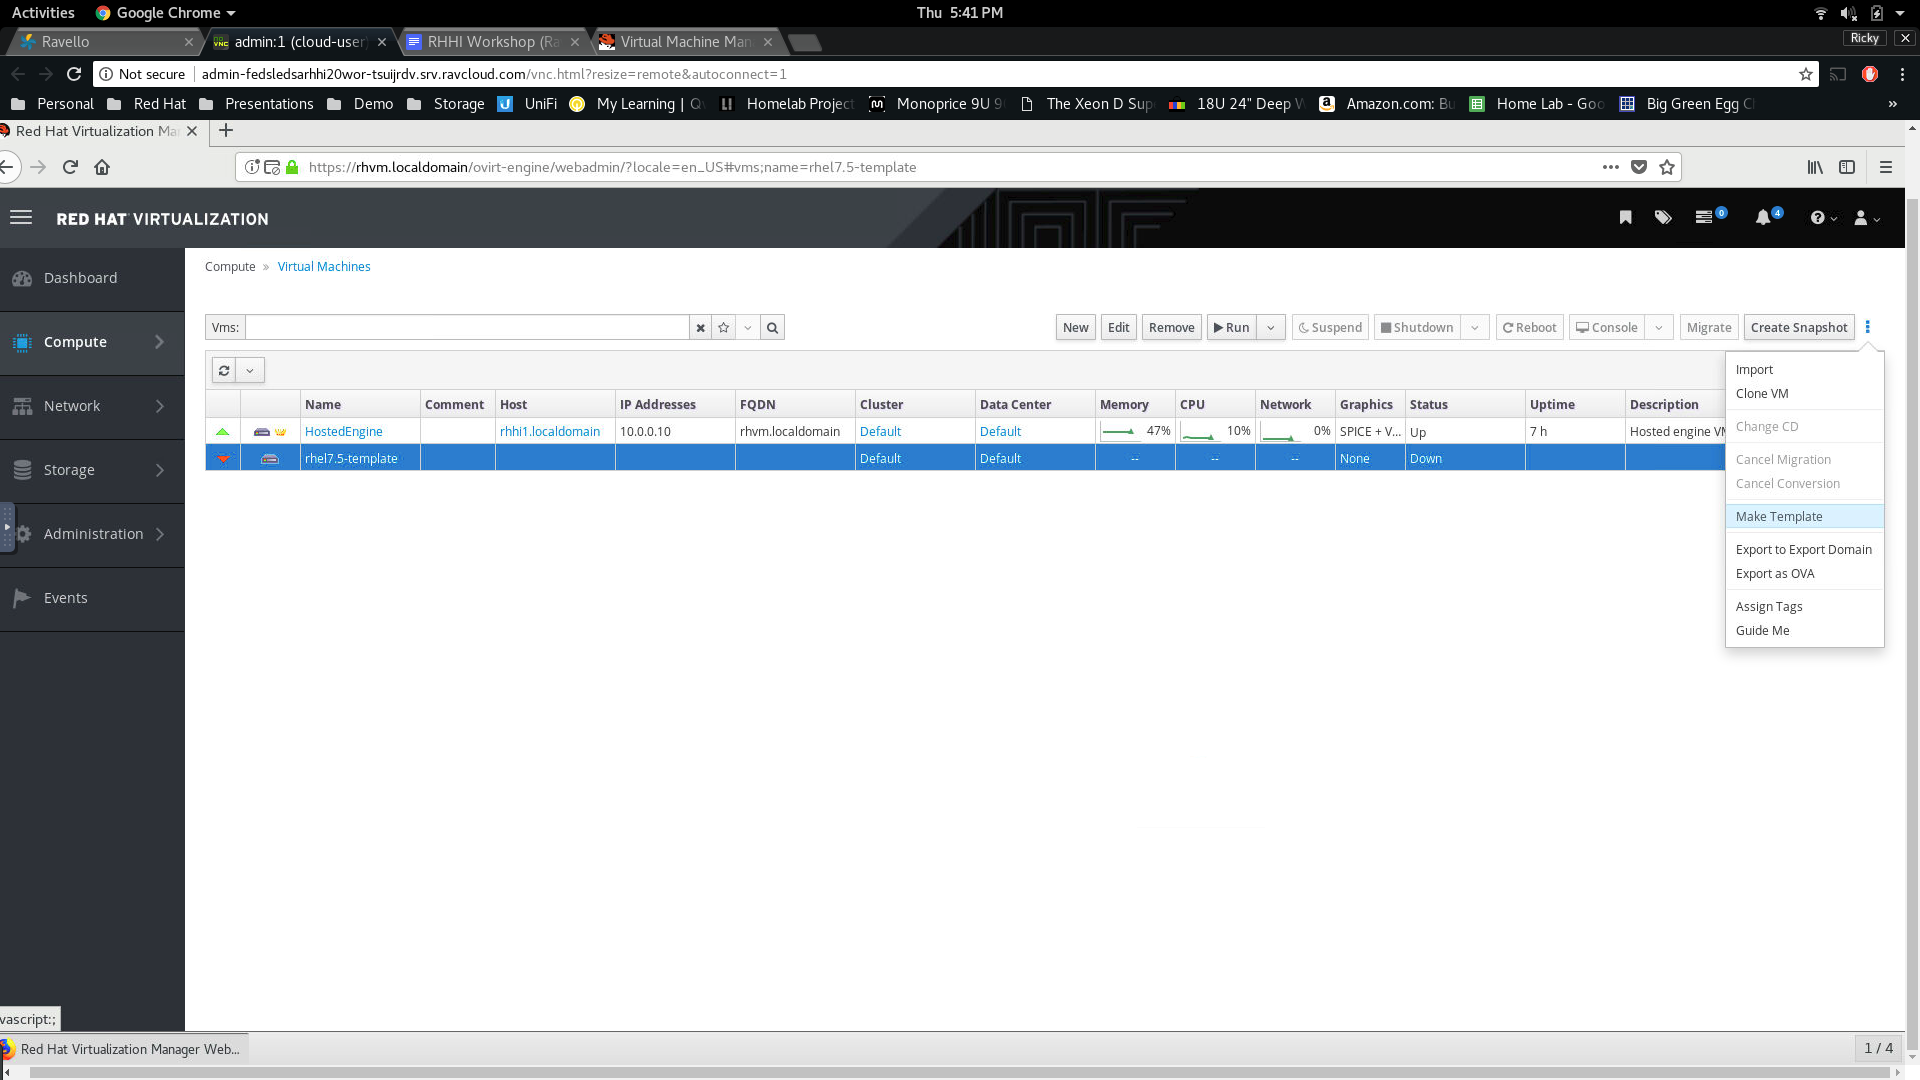 Activities Google Chrome Thu 5:41 PM
Ravello admin:1 (cloud-user RHHI Workshop (Ra Virtual Machine Man Ricky
Not secure admin-fedsledsarhhi20wor-tsuijrdv.srv.ravcloud.com/vnc.html?resize=remote&autoconnect=1
Personal Red Hat Presentations Demo Storage UniFi My Learning | Homelab Project Monoprice 9U 9 The Xeon D Sup 18U 24" Deep Amazon.com: Bu Home Lab - Goo Big Green Egg »
Red Hat Virtualization Ma
https://rhvm.localdomain/ovirt-engine/webadmin/?locale=en_US#vms;name=rhel7.5-template
RED HAT VIRTUALIZATION 0 4
Dashboard
Compute
Network
Storage
Administration
Events
Compute » Virtual Machines
Vms: New Edit Remove Run Suspend Shutdown Reboot Console Migrate Create Snapshot
Name Comment Host IP Addresses FQDN Cluster Data Center Memory CPU Network Graphics Status Uptime Description
HostedEngine rhhi1.localdomain 10.0.0.10 rhvm.localdomain Default Default 47% 10% 0% SPICE + V... Up 7 h Hosted engine VM
rhel7.5-template Default Default -- -- -- None Down
Import
Clone VM
Change CD
Cancel Migration
Cancel Conversion
Make Template
Export to Export Domain
Export as OVA
Assign Tags
Guide Me
vascript:;
Red Hat Virtualization Manager Web... 1 / 4